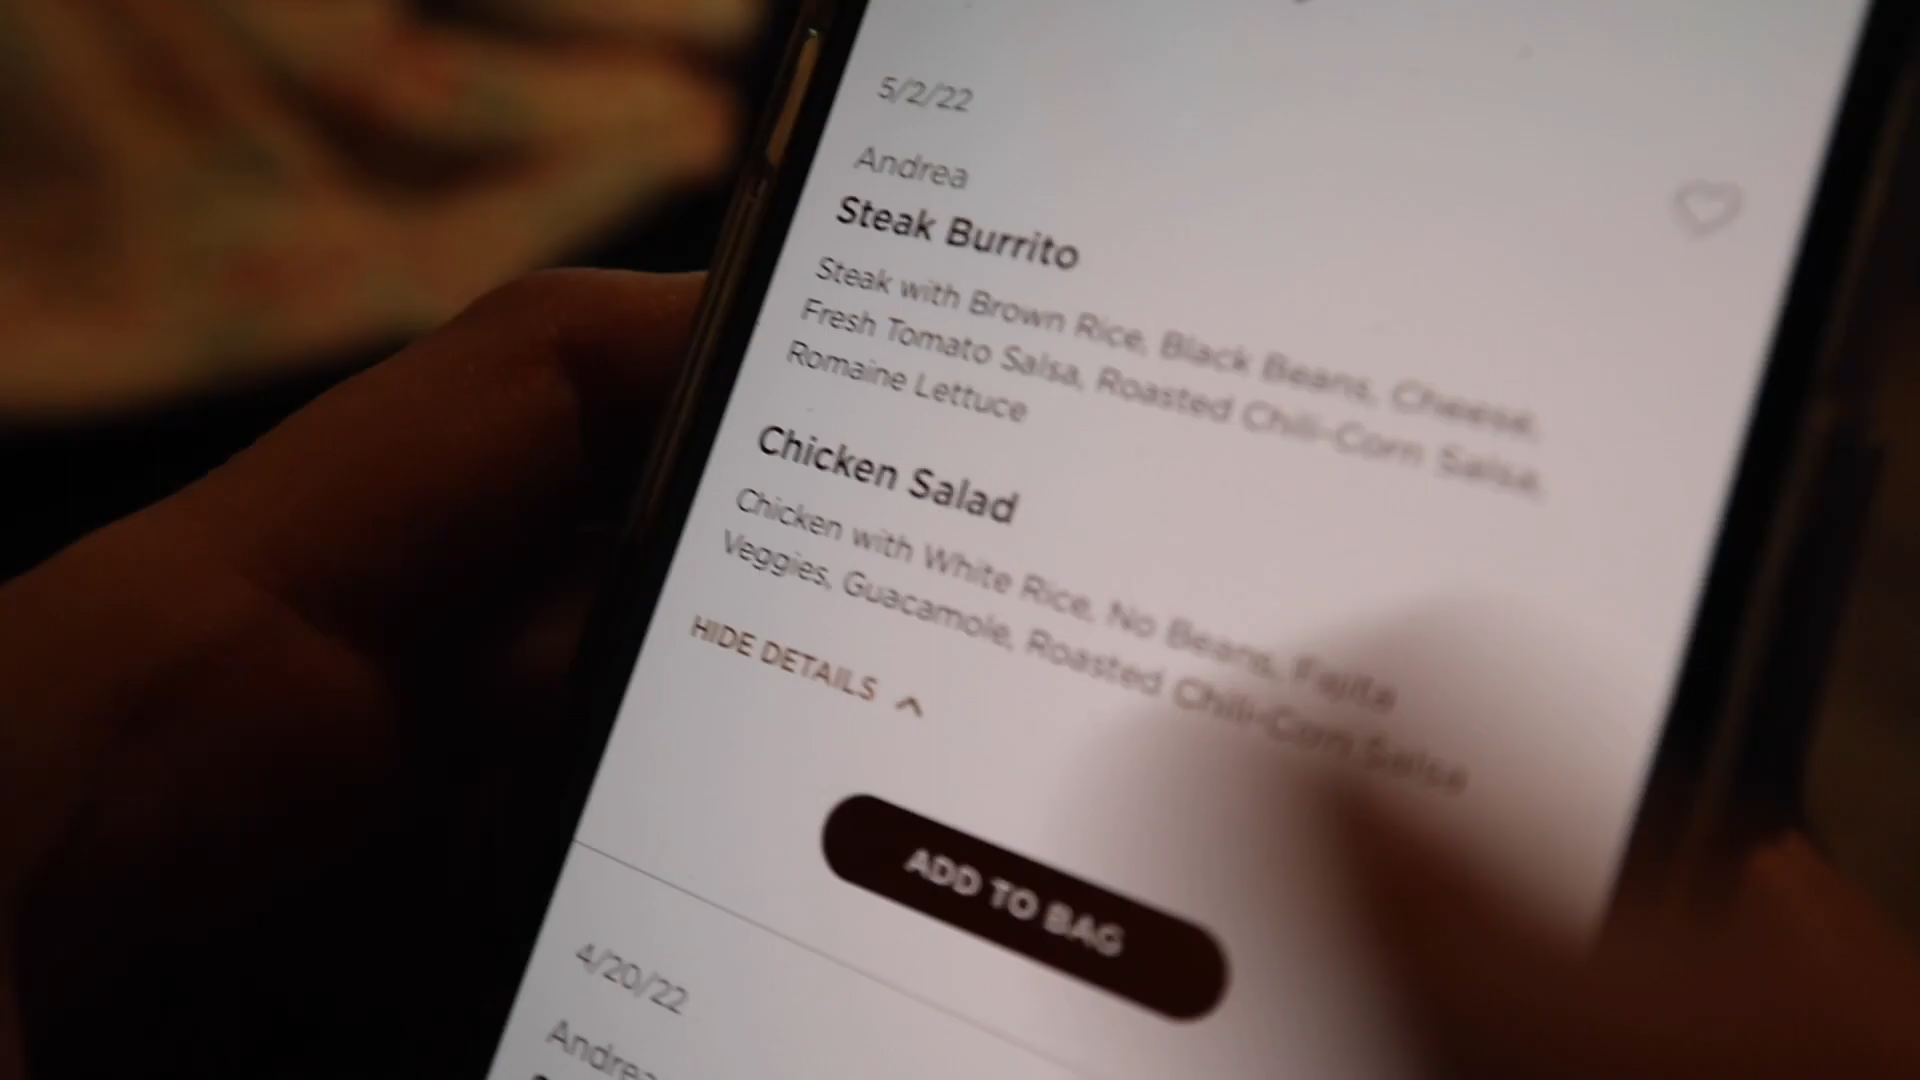 5/2/22
Andrea
Steak Burrito
Steak with Brown Rice, Black Beans, Cheese,
Fresh Tomato Salsa, Roasted Chili-Corn Salsa,
Romaine Lettuce
Chicken Salad
Chicken with White Rice, No Beans, Fajita
Veggies, Guacamole, Roasted Chili-Corn Salsa
HIDE DETAILS
ADD TO BAG
4/20/22
Andrea